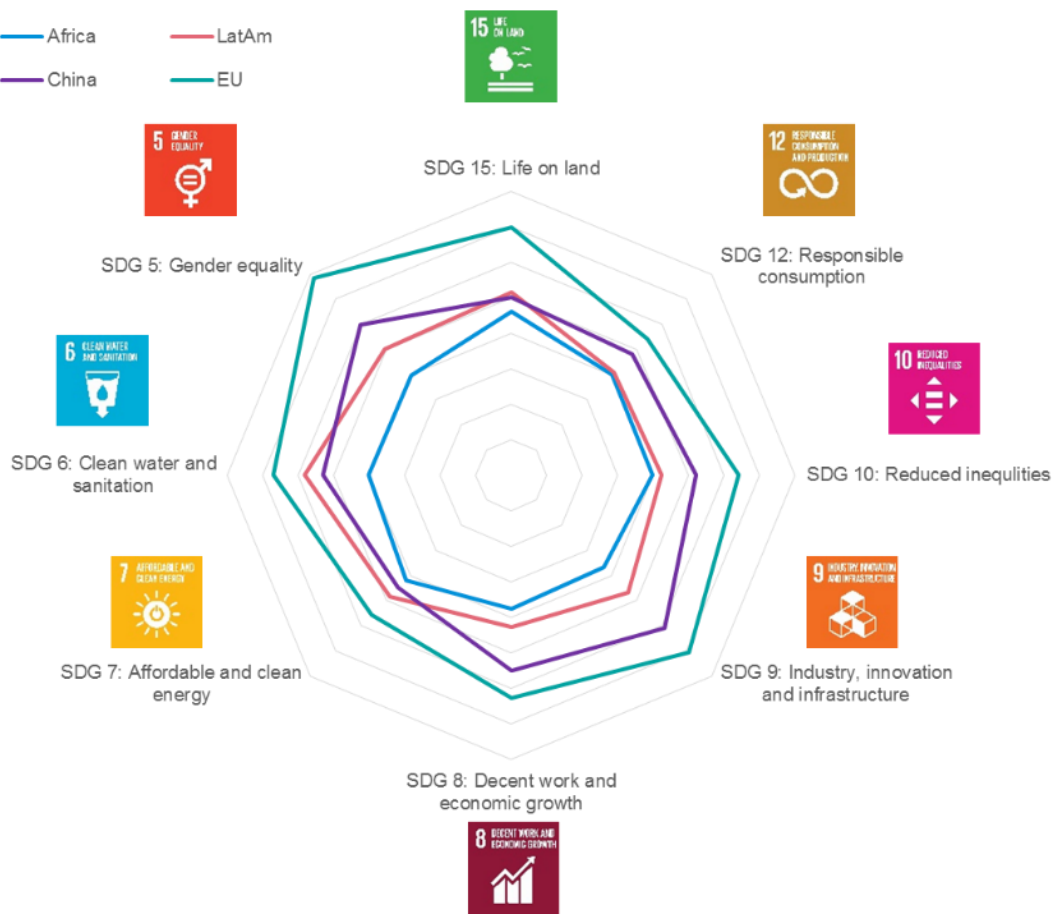 Africa
LatAm
China
EU
15 LIFE
ON LAND
5 GENDER
EQUALITY
12 RESPONSIBLE
CONSUMPTION
AND PRODUCTION
SDG 15: Life on land
SDG 5: Gender equality
SDG 12: Responsible
consumption
6 CLEAN WATER
AND SANITATION
10 REDUCED
INEQUALITIES
SDG 6: Clean water and
sanitation
SDG 10: Reduced inequlities
7 AFFORDABLE AND
CLEAN ENERGY
9 INDUSTRY, INNOVATION
AND INFRASTRUCTURE
SDG 7: Affordable and clean
energy
SDG 9: Industry, innovation
and infrastructure
SDG 8: Decent work and
economic growth
8 DECENT WORK AND
ECONOMIC GROWTH